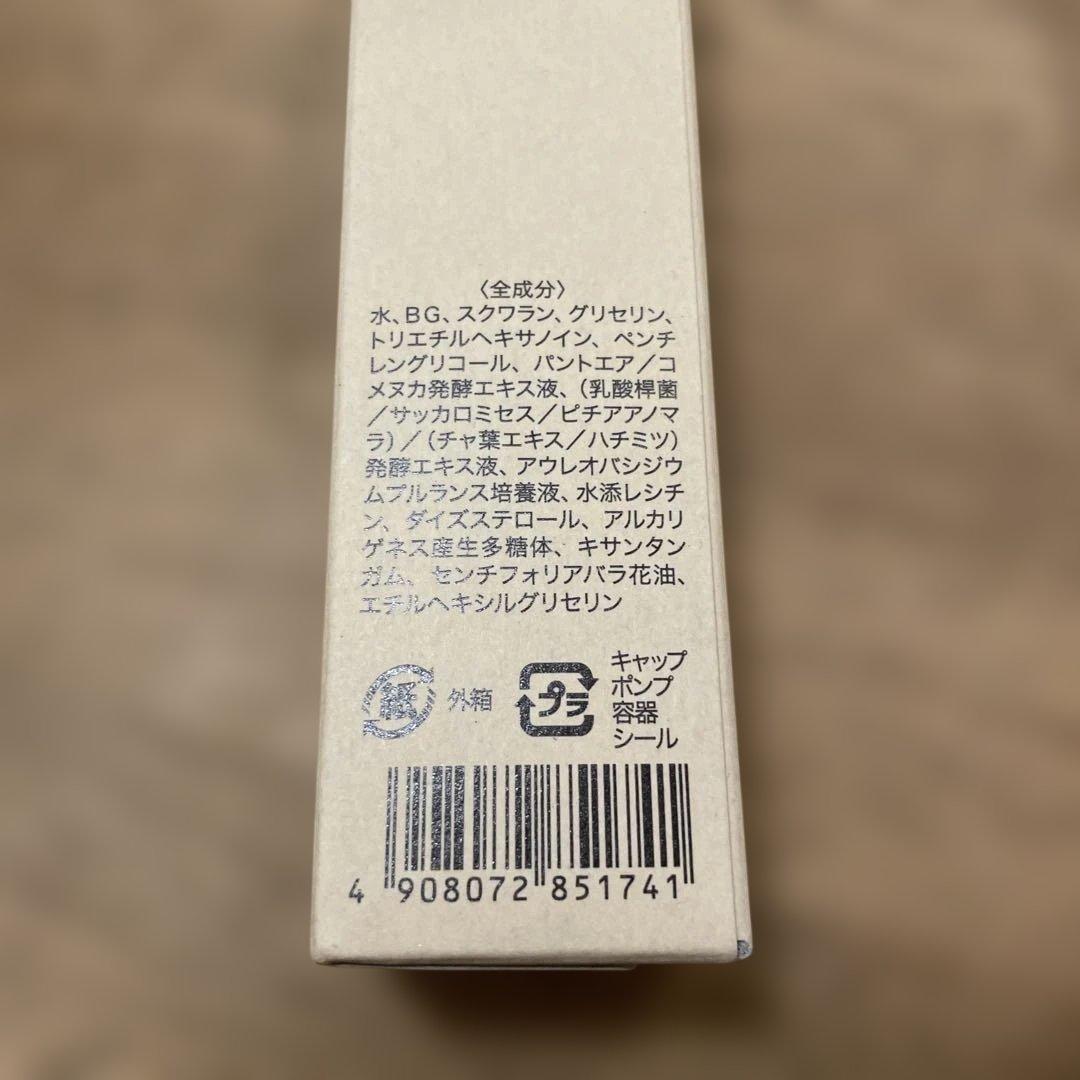 〈全成分〉
水、BG、スクワラン、グリセリン、
トリエチルヘキサノイン、ペンチ
レングリコール、パントエア／コ
メヌカ発酵エキス液、(乳酸桿菌
／サッカロミセス／ピチアアノマ
ラ)／(チャ葉エキス／ハチミツ)
発酵エキス液、アウレオバシジウ
ムプルランス培養液、水添レシチ
ン、ダイズステロール、アルカリ
ゲネス産生多糖体、キサンタン
ガム、センチフォリアバラ花油、
エチルヘキシルグリセリン
紙 外箱
プラ
キャップ
ポンプ
容器
シール
4 908072 851741